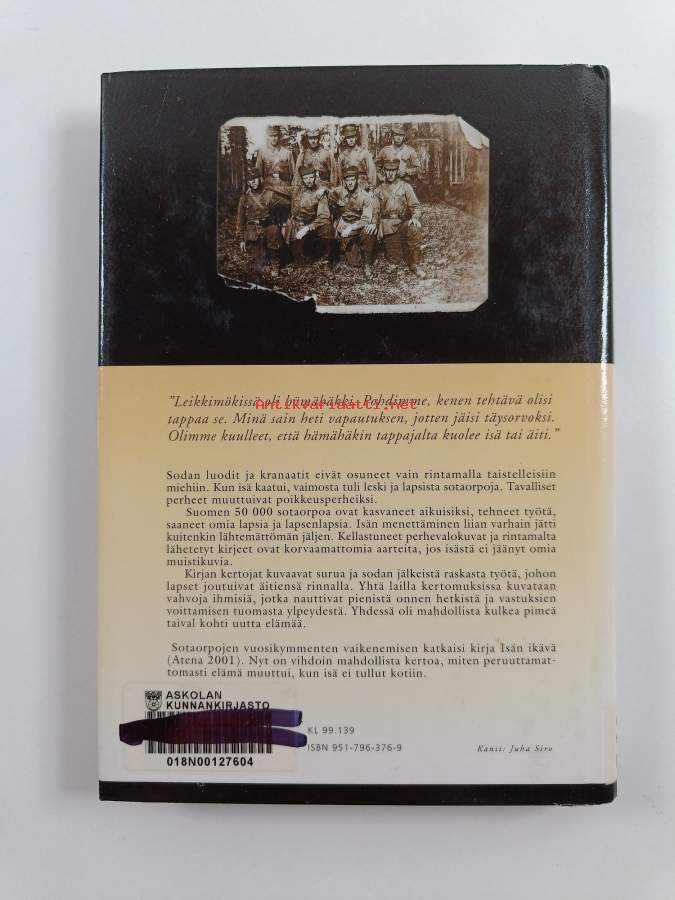 "Leikkimökissä oli hämähäkki. Pohdimme, kenen tehtävä olisi
Antikvariaatti.net
tappaa se. Minä sain heti vapautuksen, jotten jäisi täysorvoksi.
Olimme kuulleet, että hämähäkin tappajalta kuolee isä tai äiti."
Sodan luodit ja kranaatit eivät osuneet vain rintamalla taistelleisiin
miehiin. Kun isä kaatui, vaimosta tuli leski ja lapsista sotaorpoja. Tavalliset
perheet muuttuivat poikkeusperheiksi.
Suomen 50 000 sotaorpoa ovat kasvaneet aikuisiksi, tehneet työtä,
saaneet omia lapsia ja lapsenlapsia. Isän menettäminen liian varhain jätti
kuitenkin lähtemättömän jäljen. Kellastuneet perhevalokuvat ja rintamalta
lähetetyt kirjeet ovat korvaamattomia aarteita, jos isästä ei jäänyt omia
muistikuvia.
Kirjan kertojat kuvaavat surua ja sodan jälkeistä raskasta työtä, johon
lapset joutuivat äitiensä rinnalla. Yhtä lailla kertomuksissa kuvataan
vahvoja ihmisiä, jotka nauttivat pienistä onnen hetkistä ja vastuksien
voittamisen tuomasta ylpeydestä. Yhdessä oli mahdollista kulkea pimeä
taival kohti uutta elämää.
Sotaorpojen vuosikymmenten vaikenemisen katkaisi kirja Isän ikävä
(Atena 2001). Nyt on vihdoin mahdollista kertoa, miten peruuttamat-
tomasti elämä muuttui, kun isä ei tullut kotiin.
ASKOLAN
KUNNANKIRJASTO
018N00127604
KL 99.139
ISBN 951-796-376-9
Kansi: Juha Siro